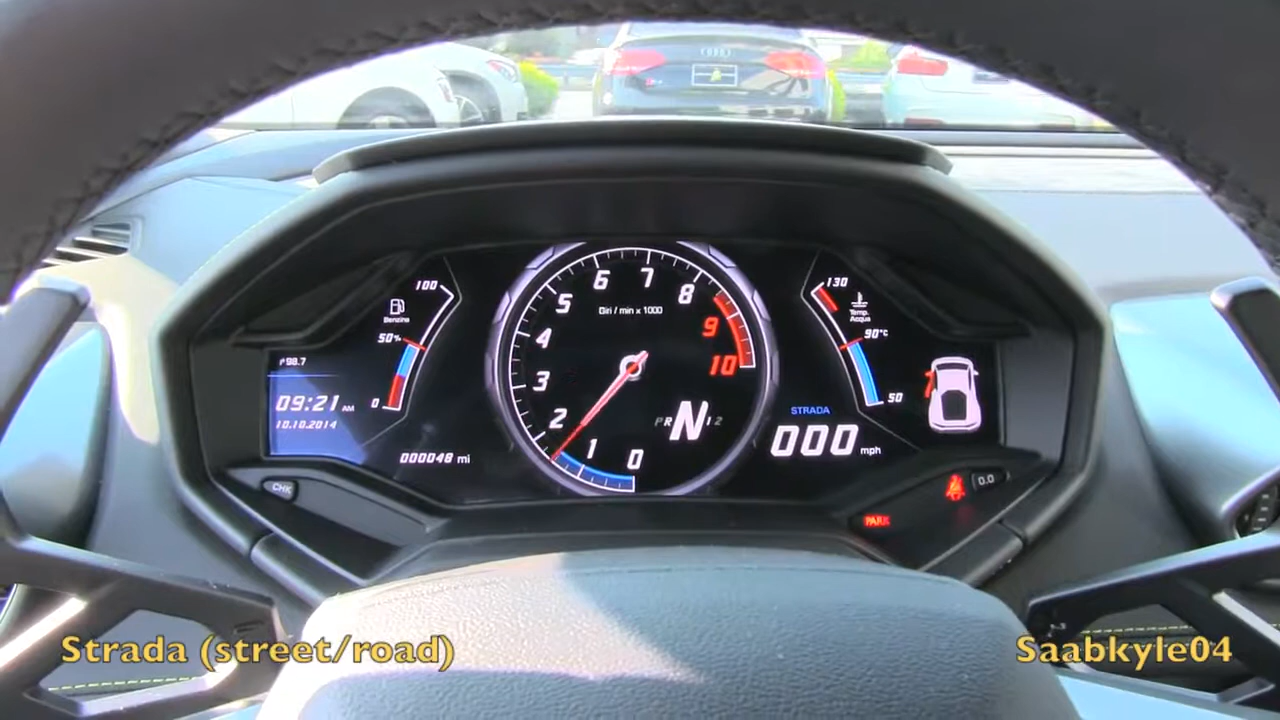 100
Benzina
50%
0
r 98.7
09:21 AM
10.10.2014
000048 mi
CHK
Giri / min x 1000
0
1
2
3
4
5
6
7
8
9
10
P R N 1 2
130
Temp.
Acqua
90°C
50
STRADA
000 mph
0.0
PARK
Strada (street/road)
Saabkyle04